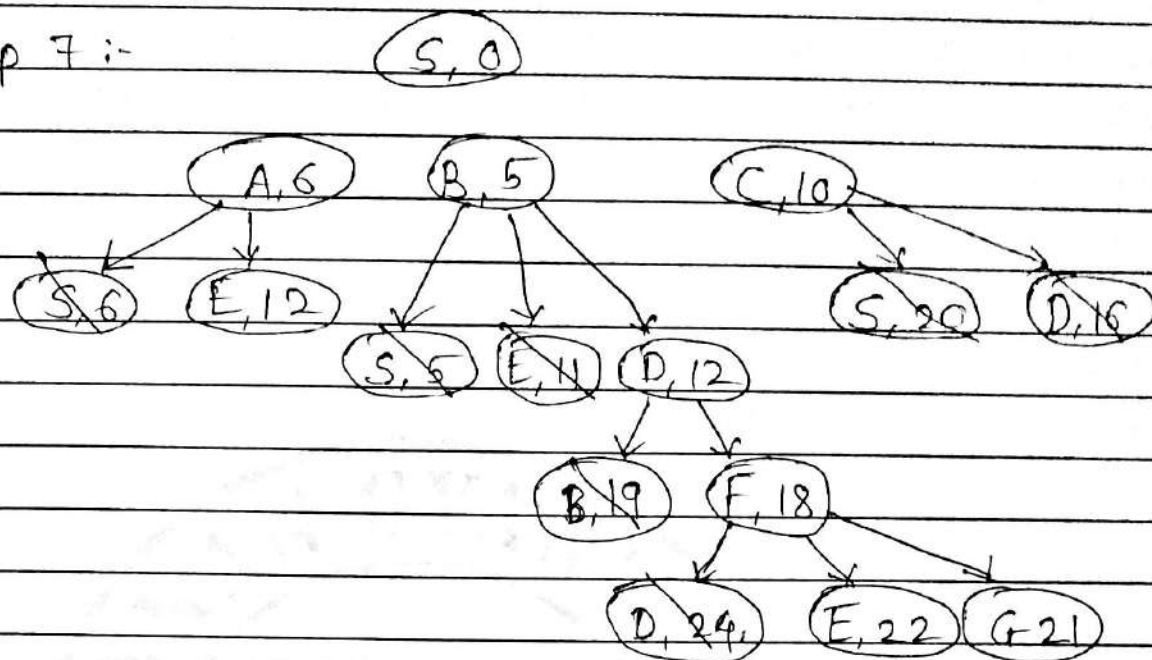 p 7 :-
S, 0
A, 6 B, 5 C, 10
S, 6 E, 12 S, 20 D, 16
S, 5 E, 11 D, 12
B, 19 F, 18
D, 24, E, 22 G 21